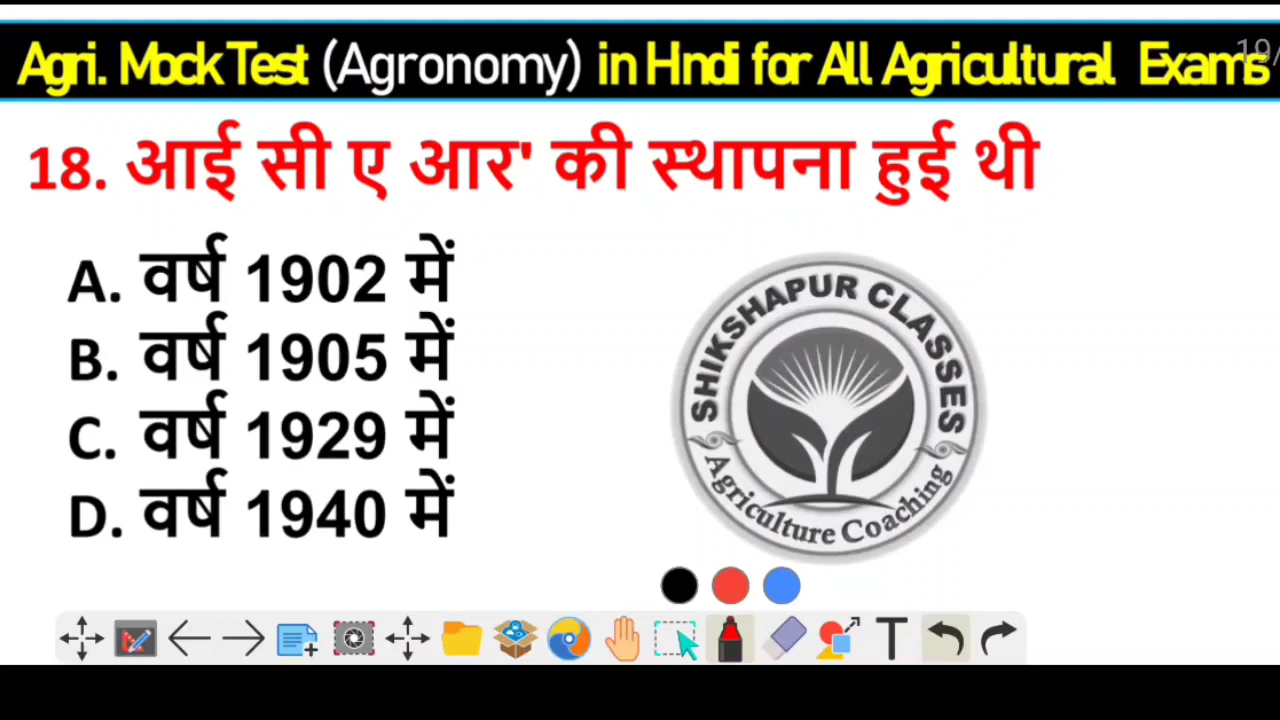 Agri. Mock Test (Agronomy) in Hndi for All Agricultural Exams
19/
18. आई सी ए आर' की स्थापना हुई थी
A. वर्ष 1902 में
B. वर्ष 1905 में
C. वर्ष 1929 में
D. वर्ष 1940 में
SHIKSHAPUR CLASSES
Agriculture Coaching
T